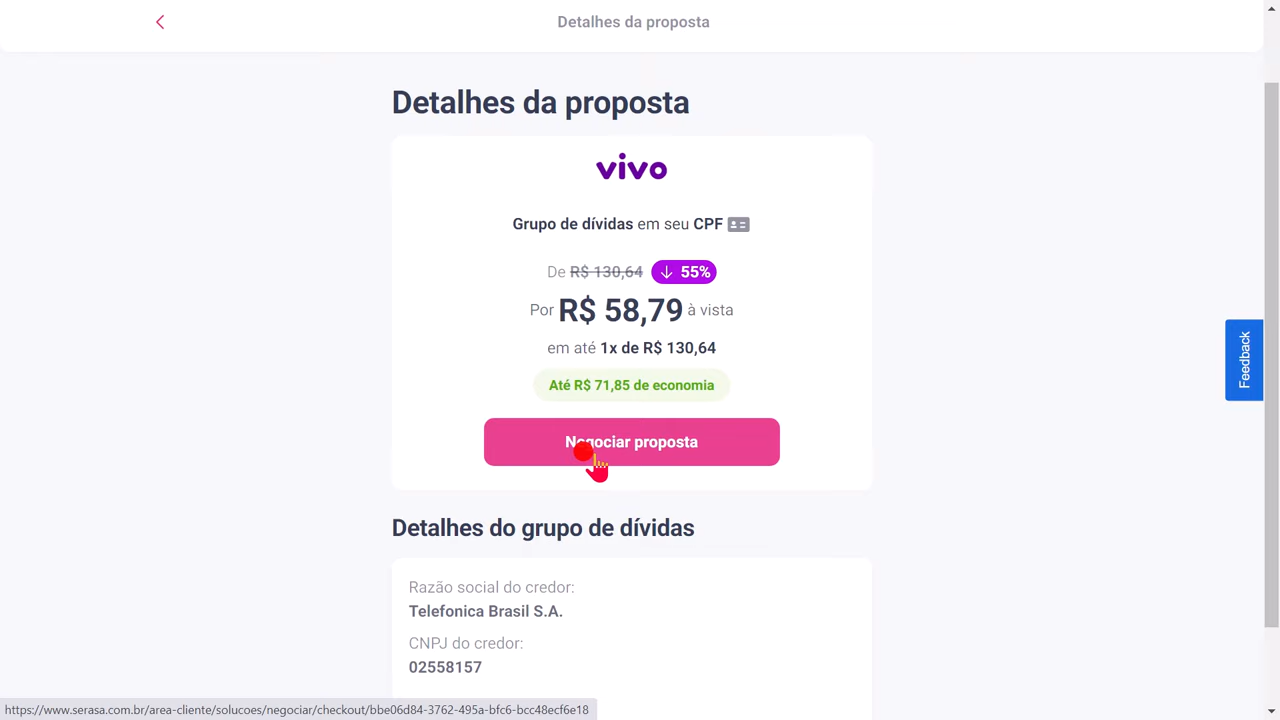 Detalhes da proposta
Detalhes da proposta
vivo
Grupo de dívidas em seu CPF
De R$ 130,64 ↓ 55%
Por R$ 58,79 à vista
em até 1x de R$ 130,64
Até R$ 71,85 de economia
Negociar proposta
Feedback
Detalhes do grupo de dívidas
Razão social do credor:
Telefonica Brasil S.A.
CNPJ do credor:
02558157
https://www.serasa.com.br/area-cliente/solucoes/negociar/checkout/bbe06d84-3762-495a-bfc6-bcc48ecf6e18